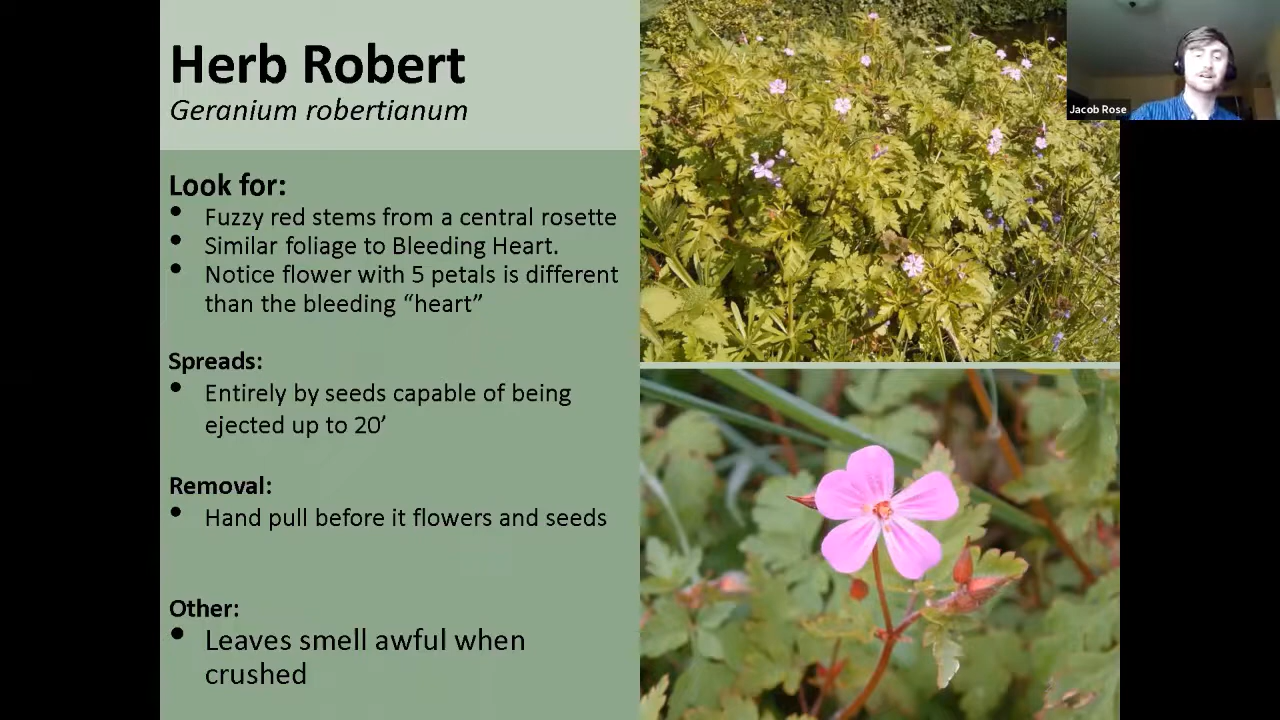 Herb Robert
Geranium robertianum
Look for:
• Fuzzy red stems from a central rosette
• Similar foliage to Bleeding Heart.
• Notice flower with 5 petals is different
than the bleeding “heart”
Spreads:
• Entirely by seeds capable of being
ejected up to 20’
Removal:
• Hand pull before it flowers and seeds
Other:
• Leaves smell awful when
crushed
Jacob Rose